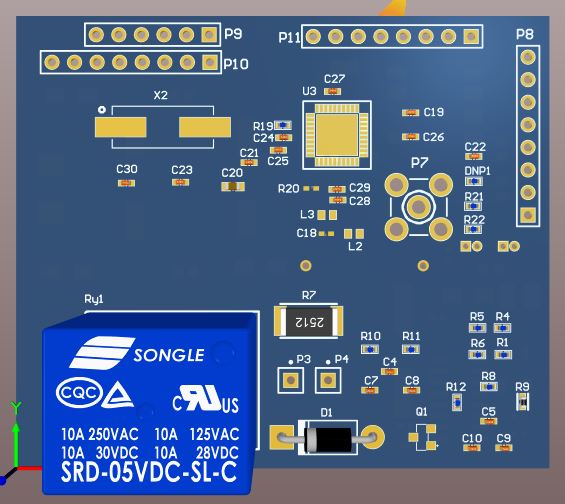 P9
P10
P11
P8
X2
C27
U3
R19
C24
C25
C21
C19
C26
C22
P7
DNP1
R21
R22
C30
C23
C20
R20
C29
C28
L3
C18
L2
Ry1
R7
2512
R5 R4
R6 R1
R10 R11
P3 P4
C4
C7 C8
R8
R12
R9
D1
Q1
C5
C10 C9
SONGLE
CQC
C RU US
10A 250VAC 10A 125VAC
10A 30VDC 10A 28VDC
SRD-05VDC-SL-C
Y